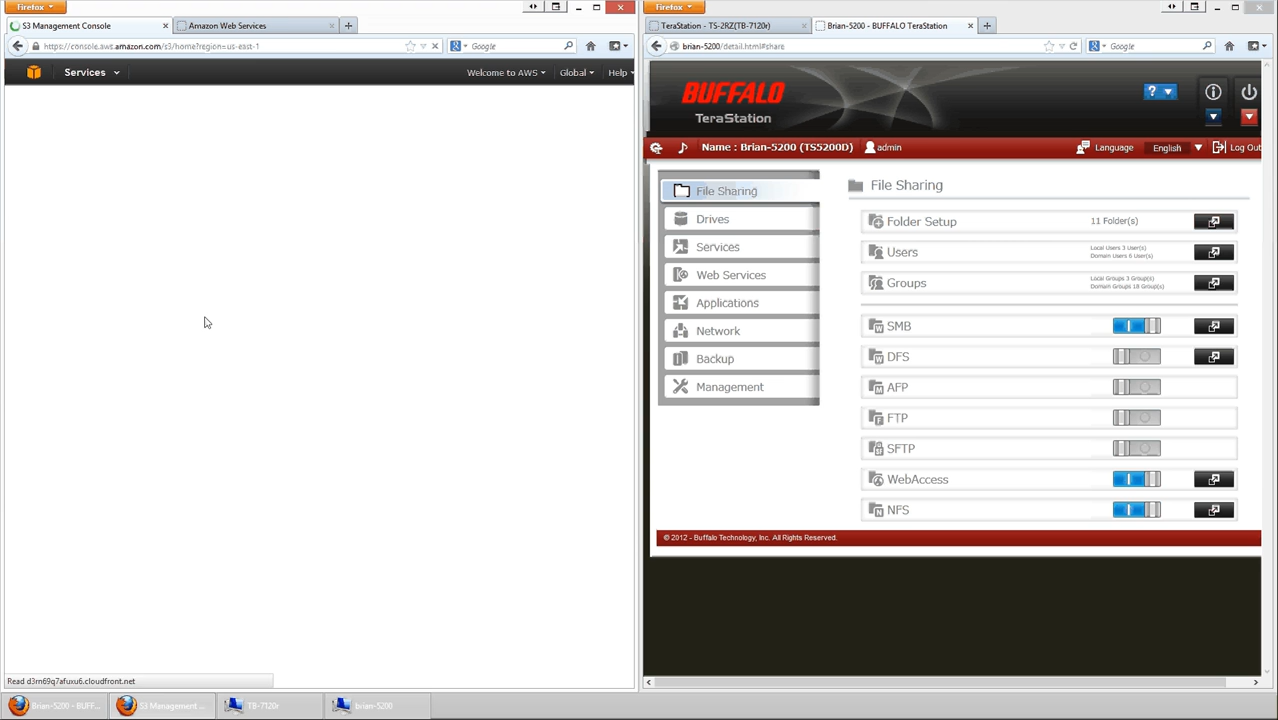 Firefox
S3 Management Console
Amazon Web Services
https://console.aws.amazon.com/s3/home?region=us-east-1
Google
Services
Welcome to AWS
Global
Help
Read d3m69q7afuxu6.cloudfront.net
Firefox
TeraStation - TS-2RZ(TB-7120r)
Brian-5200 - BUFFALO TeraStation
brian-5200/detail.html#share
Google
BUFFALO
TeraStation
?
Name : Brian-5200 (TS5200D)
admin
Language
English
Log Out
File Sharing
Drives
Services
Web Services
Applications
Network
Backup
Management
File Sharing
Folder Setup
11 Folder(s)
Users
Local Users 3 User(s)
Domain Users 6 User(s)
Groups
Local Groups 3 Group(s)
Domain Groups 18 Group(s)
SMB
DFS
AFP
FTP
SFTP
WebAccess
NFS
© 2012 - Buffalo Technology, Inc. All Rights Reserved.
Brian-5200 - BUFF...
S3 Management ...
TB-7120r
brian-5200